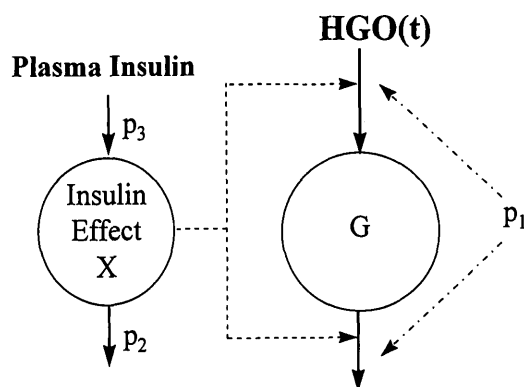 HGO(t)
Plasma Insulin
p3
Insulin
Effect
X
G
p1
p2